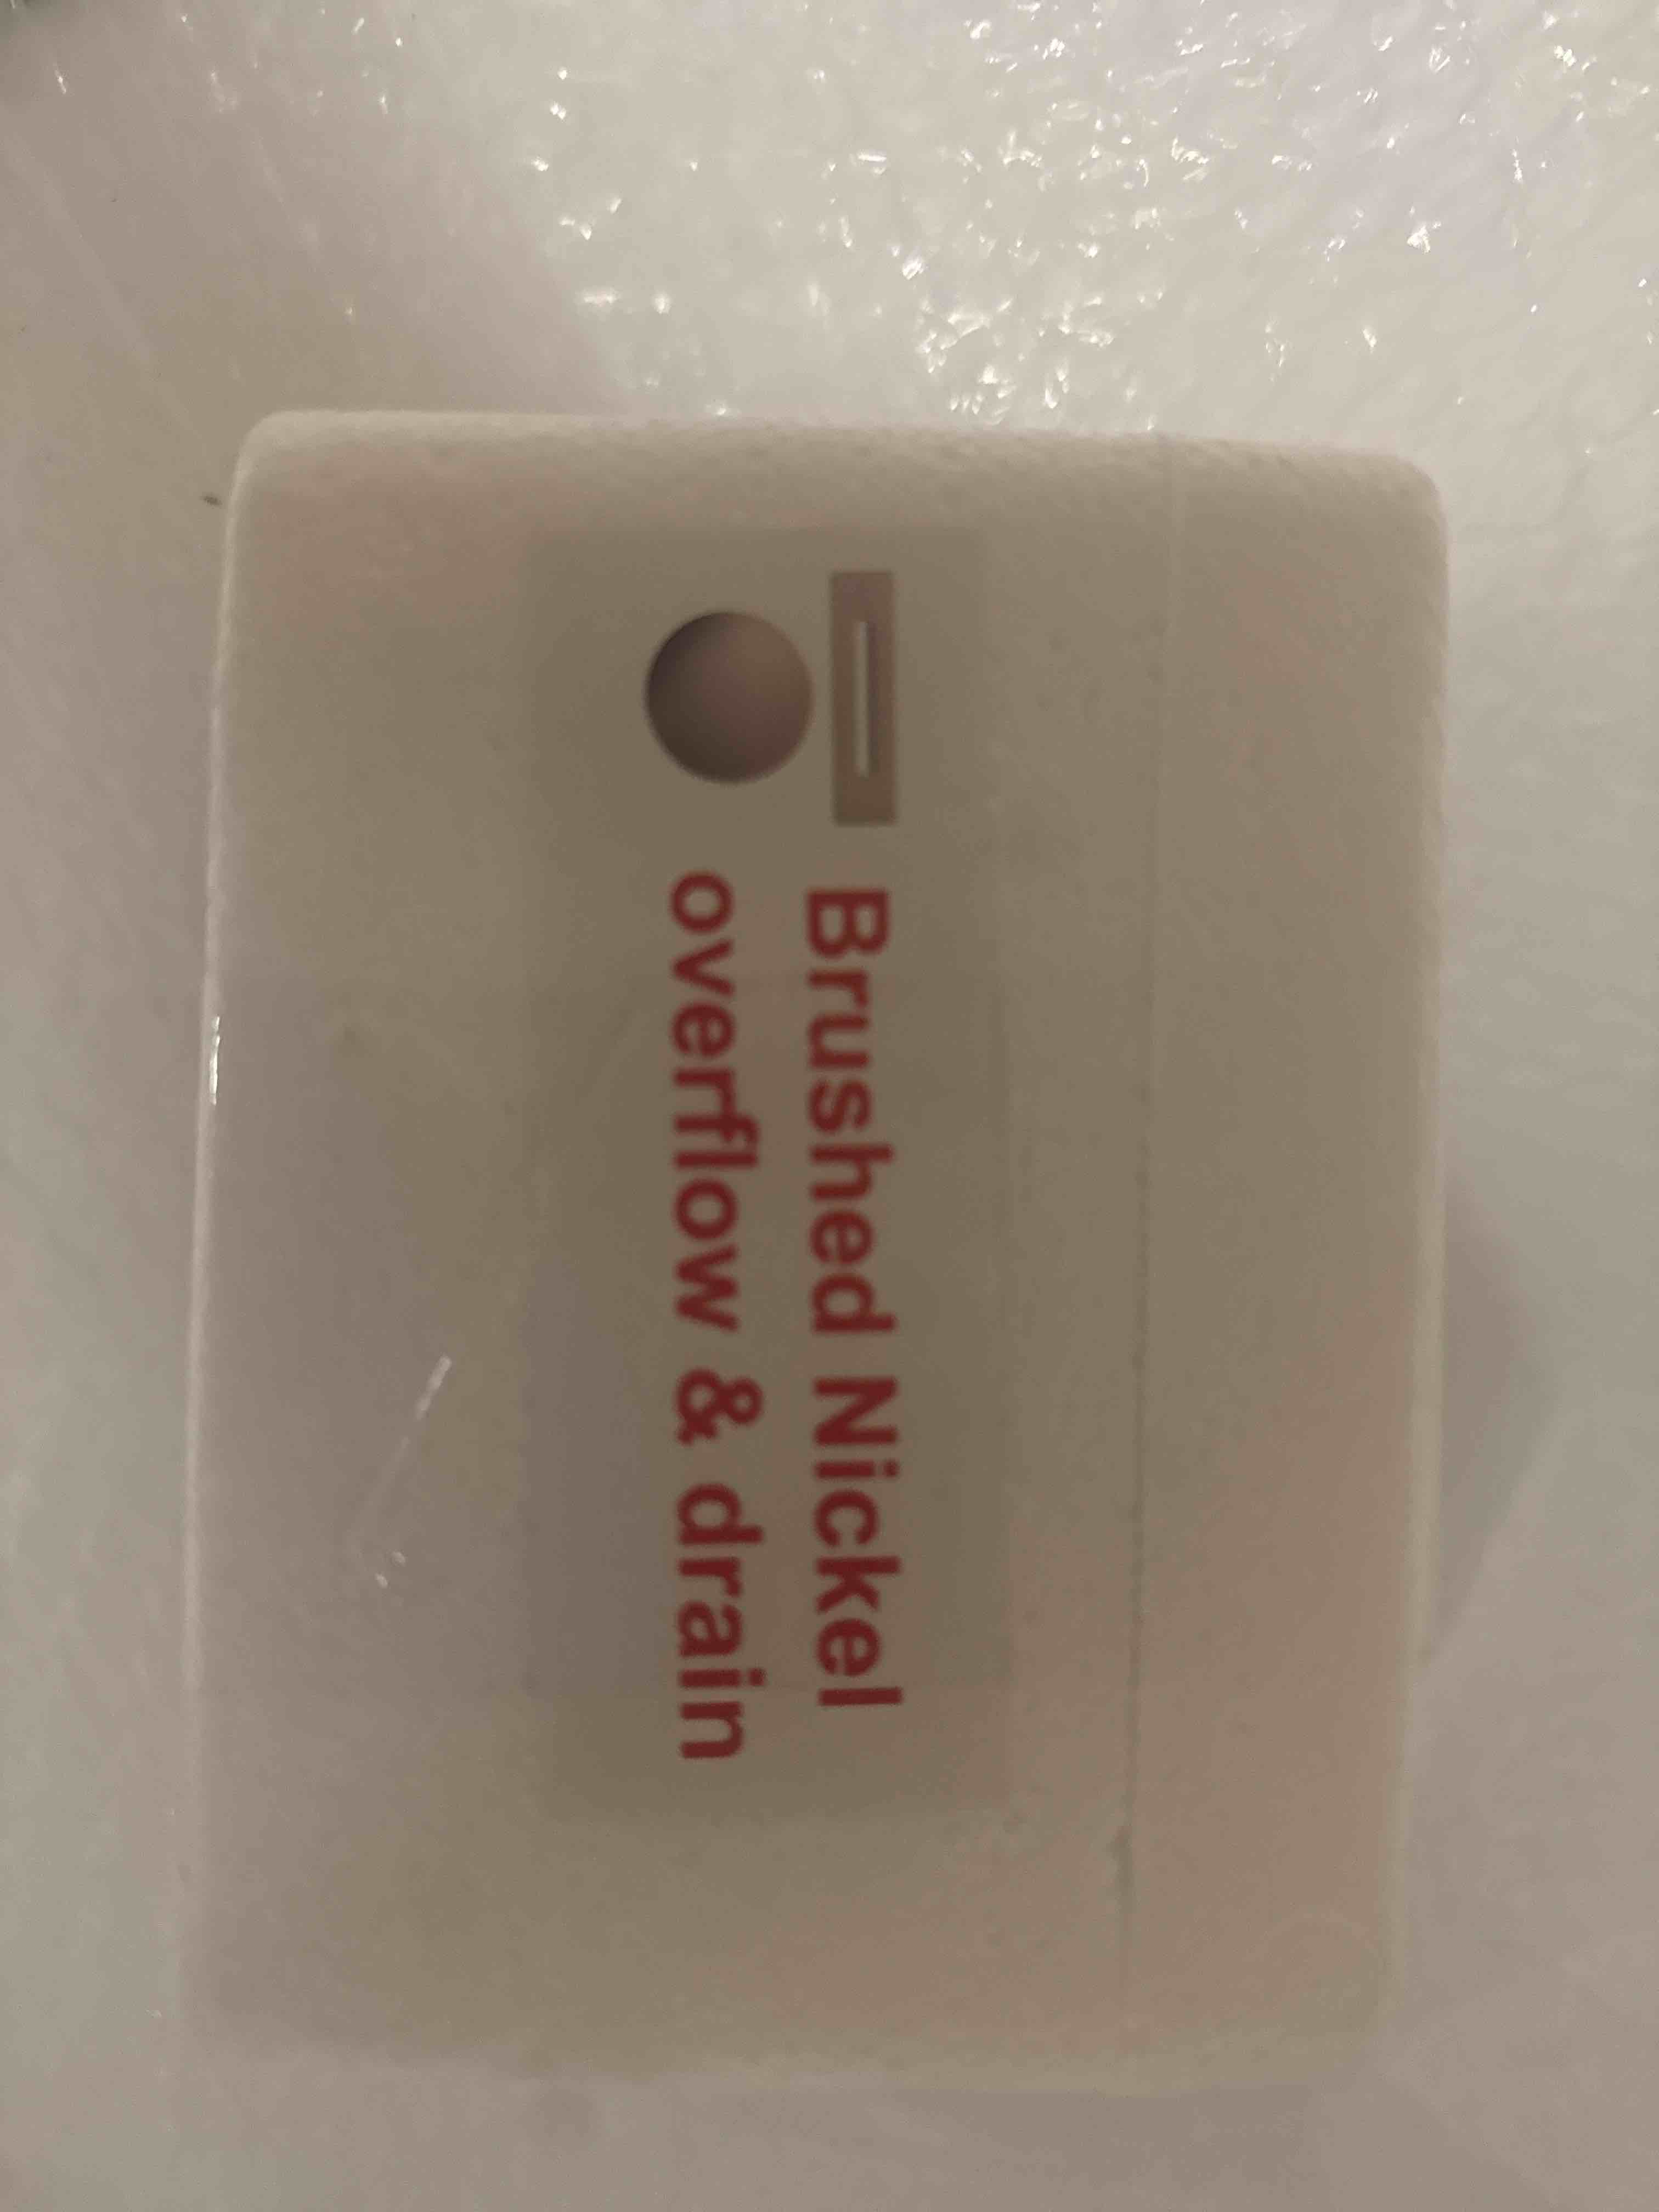 Brushed Nickel
overflow & drain